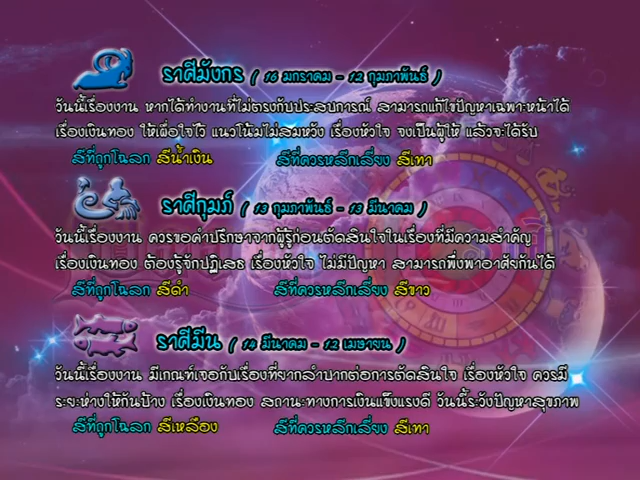 ราศีมังกร ( 16 มกราคม - 12 กุมภาพันธ์ )
วันนี้เรื่องงาน หากได้ทำงานที่ไม่ตรงกับประสบการณ์ สามารถแก้ไขปัญหาเฉพาะหน้าได้
เรื่องเงินทอง ให้เผื่อใจไว้ แนวโน้มไม่สมหวัง เรื่องหัวใจ จงเป็นผู้ให้ แล้วจะได้รับ
สีที่ถูกโฉลก สีน้ำเงิน สีที่ควรหลีกเลี่ยง สีเทา
ราศีกุมภ์ ( 13 กุมภาพันธ์ - 13 มีนาคม )
วันนี้เรื่องงาน ควรขอคำปรึกษาจากผู้รู้ก่อนตัดสินใจในเรื่องที่มีความสำคัญ
เรื่องเงินทอง ต้องรู้จักปฏิเสธ เรื่องหัวใจ ไม่มีปัญหา สามารถพึ่งพาอาศัยกันได้
สีที่ถูกโฉลก สีดำ สีที่ควรหลีกเลี่ยง สีขาว
ราศีมีน ( 14 มีนาคม - 12 เมษายน )
วันนี้เรื่องงาน มีเกณฑ์เจอกับเรื่องที่ยากลำบากต่อการตัดสินใจ เรื่องหัวใจ ควรมี
ระยะห่างให้กันบ้าง เรื่องเงินทอง สถานะทางการเงินแข็งแรงดี วันนี้ระวังปัญหาสุขภาพ
สีที่ถูกโฉลก สีเหลือง สีที่ควรหลีกเลี่ยง สีเทา